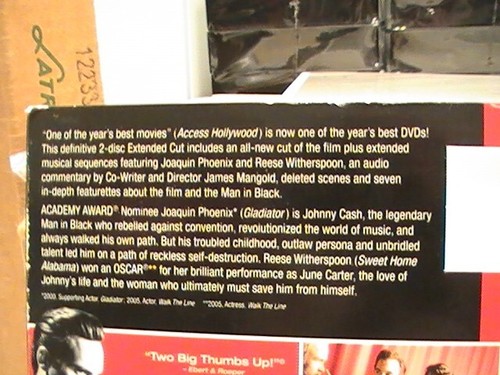 "One of the year's best movies" (Access Hollywood) is now one of the year's best DVDs!
This definitive 2-disc Extended Cut includes an all-new cut of the film plus extended
musical sequences featuring Joaquin Phoenix and Reese Witherspoon, an audio
commentary by Co-Writer and Director James Mangold, deleted scenes and seven
in-depth featurettes about the film and the Man in Black.
ACADEMY AWARD® Nominee Joaquin Phoenix* (Gladiator) is Johnny Cash, the legendary
Man in Black who rebelled against convention, revolutionized the world of music, and
always walked his own path. But his troubled childhood, outlaw persona and unbridled
talent led him on a path of reckless self-destruction. Reese Witherspoon (Sweet Home
Alabama) won an OSCAR®** for her brilliant performance as June Carter, the love of
Johnny's life and the woman who ultimately must save him from himself.
*2000, Supporting Actor, Gladiator; 2005, Actor, Walk The Line **2005, Actress, Walk The Line
"Two Big Thumbs Up!"®
– Ebert & Roeper